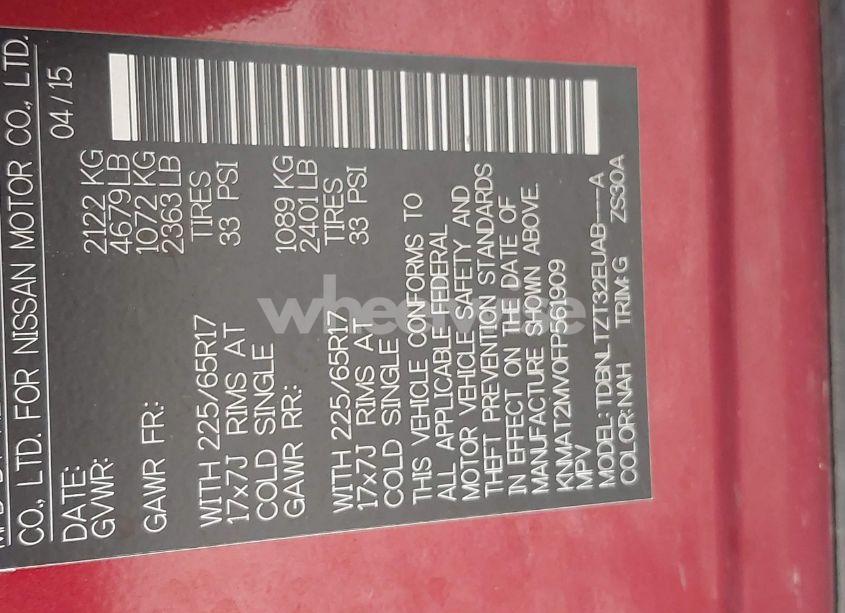 CO., LTD. FOR NISSAN MOTOR CO., LTD.
DATE: 04/15
GVWR: 2122 KG
4679 LB
GAWR FR: 1072 KG
2363 LB
WITH 225/65R17 TIRES
17x7J RIMS AT 33 PSI
COLD SINGLE
GAWR RR: 1089 KG
2401 LB
WITH 225/65R17 TIRES
17x7J RIMS AT 33 PSI
COLD SINGLE
THIS VEHICLE CONFORMS TO
ALL APPLICABLE FEDERAL
MOTOR VEHICLE SAFETY AND
THEFT PREVENTION STANDARDS
IN EFFECT ON THE DATE OF
MANUFACTURE SHOWN ABOVE.
KNMAT2MV0FP561909
MPV
MODEL: TDBNLTZT32EUAB----A
COLOR:NAH TRIM:G ZS30A